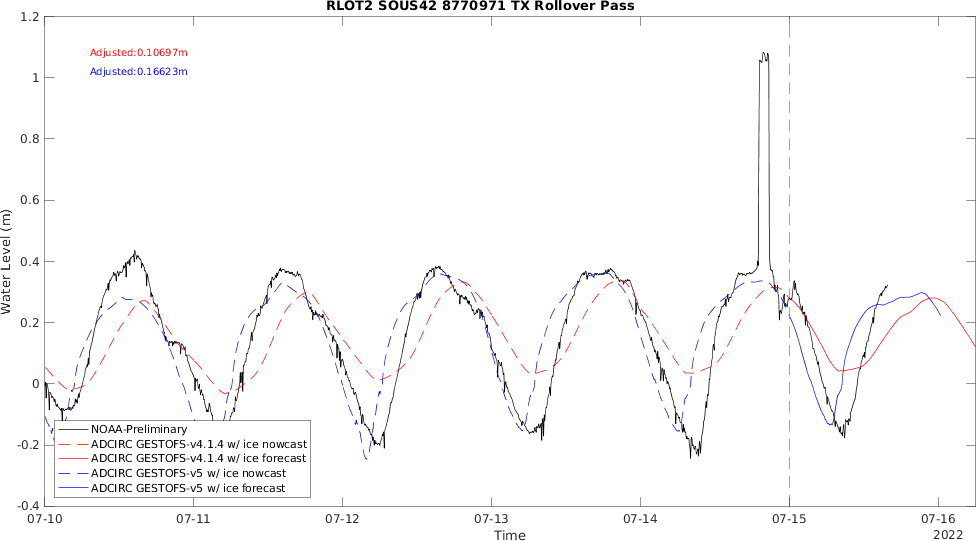 RLOT2 SOUS42 8770971 TX Rollover Pass
Adjusted:0.10697m
Adjusted:0.16623m
Water Level (m)
1.2
1
0.8
0.6
0.4
0.2
0
-0.2
-0.4
NOAA-Preliminary
ADCIRC GESTOFS-v4.1.4 w/ ice nowcast
ADCIRC GESTOFS-v4.1.4 w/ ice forecast
ADCIRC GESTOFS-v5 w/ ice nowcast
ADCIRC GESTOFS-v5 w/ ice forecast
07-10 07-11 07-12 07-13 07-14 07-15 07-16
Time
2022